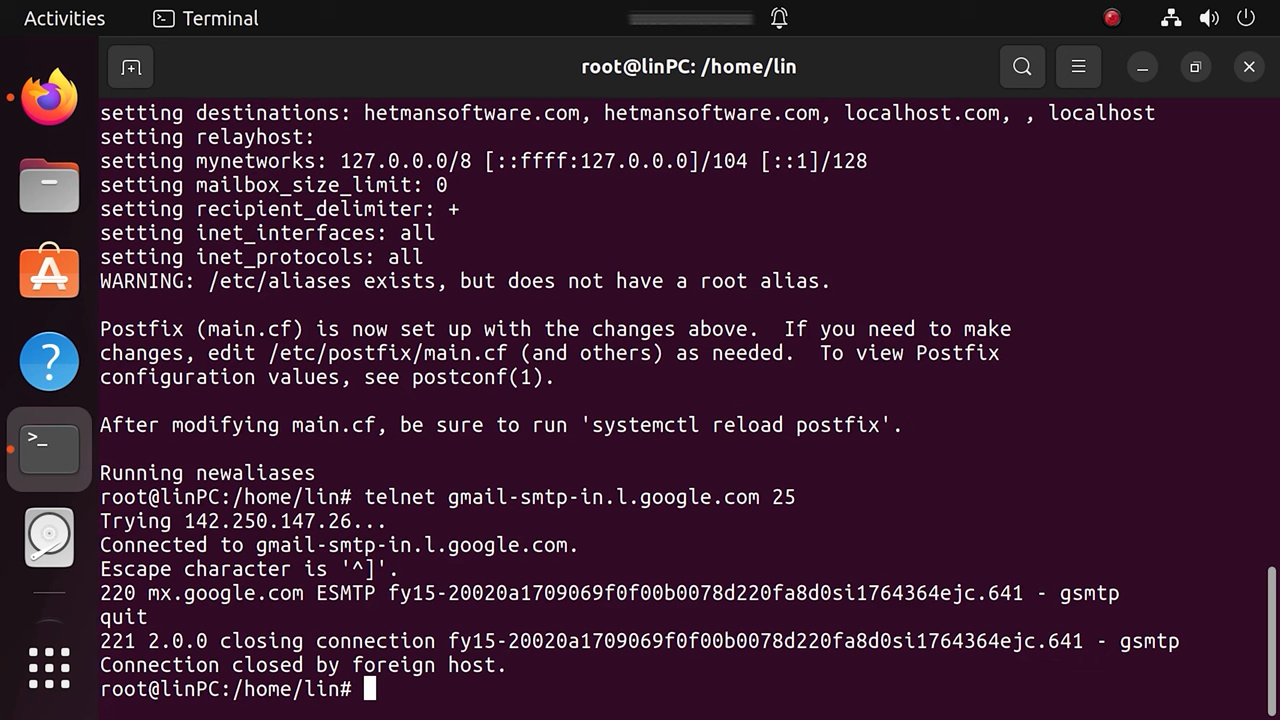 Activities
Terminal
root@linPC: /home/lin
setting destinations: hetmansoftware.com, hetmansoftware.com, localhost.com, , localhost
setting relayhost:
setting mynetworks: 127.0.0.0/8 [::ffff:127.0.0.0]/104 [::1]/128
setting mailbox_size_limit: 0
setting recipient_delimiter: +
setting inet_interfaces: all
setting inet_protocols: all
WARNING: /etc/aliases exists, but does not have a root alias.
Postfix (main.cf) is now set up with the changes above.  If you need to make
changes, edit /etc/postfix/main.cf (and others) as needed.  To view Postfix
configuration values, see postconf(1).
After modifying main.cf, be sure to run 'systemctl reload postfix'.
Running newaliases
root@linPC:/home/lin# telnet gmail-smtp-in.l.google.com 25
Trying 142.250.147.26...
Connected to gmail-smtp-in.l.google.com.
Escape character is '^]'.
220 mx.google.com ESMTP fy15-20020a1709069f0f00b0078d220fa8d0si1764364ejc.641 - gsmtp
quit
221 2.0.0 closing connection fy15-20020a1709069f0f00b0078d220fa8d0si1764364ejc.641 - gsmtp
Connection closed by foreign host.
root@linPC:/home/lin#